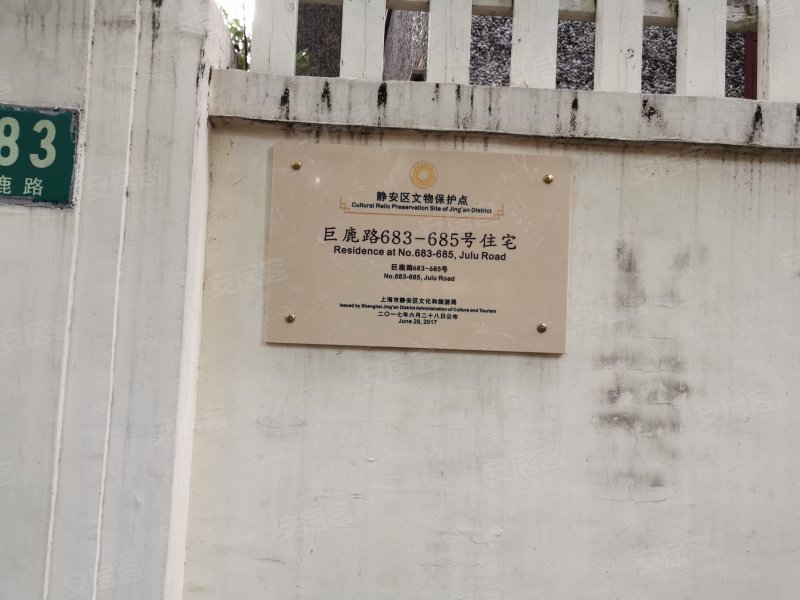 83
鹿路
静安区文物保护点
Cultural Relic Preservation Site of Jing'an District
巨鹿路683-685号住宅
Residence at No.683-685, Julu Road
巨鹿路683-685号
No.683-685, Julu Road
上海市静安区文化和旅游局
Issued by Shanghai Jing'an District Administration of Culture and Tourism
二〇一七年六月二十八日公布
June 28, 2017
安居客